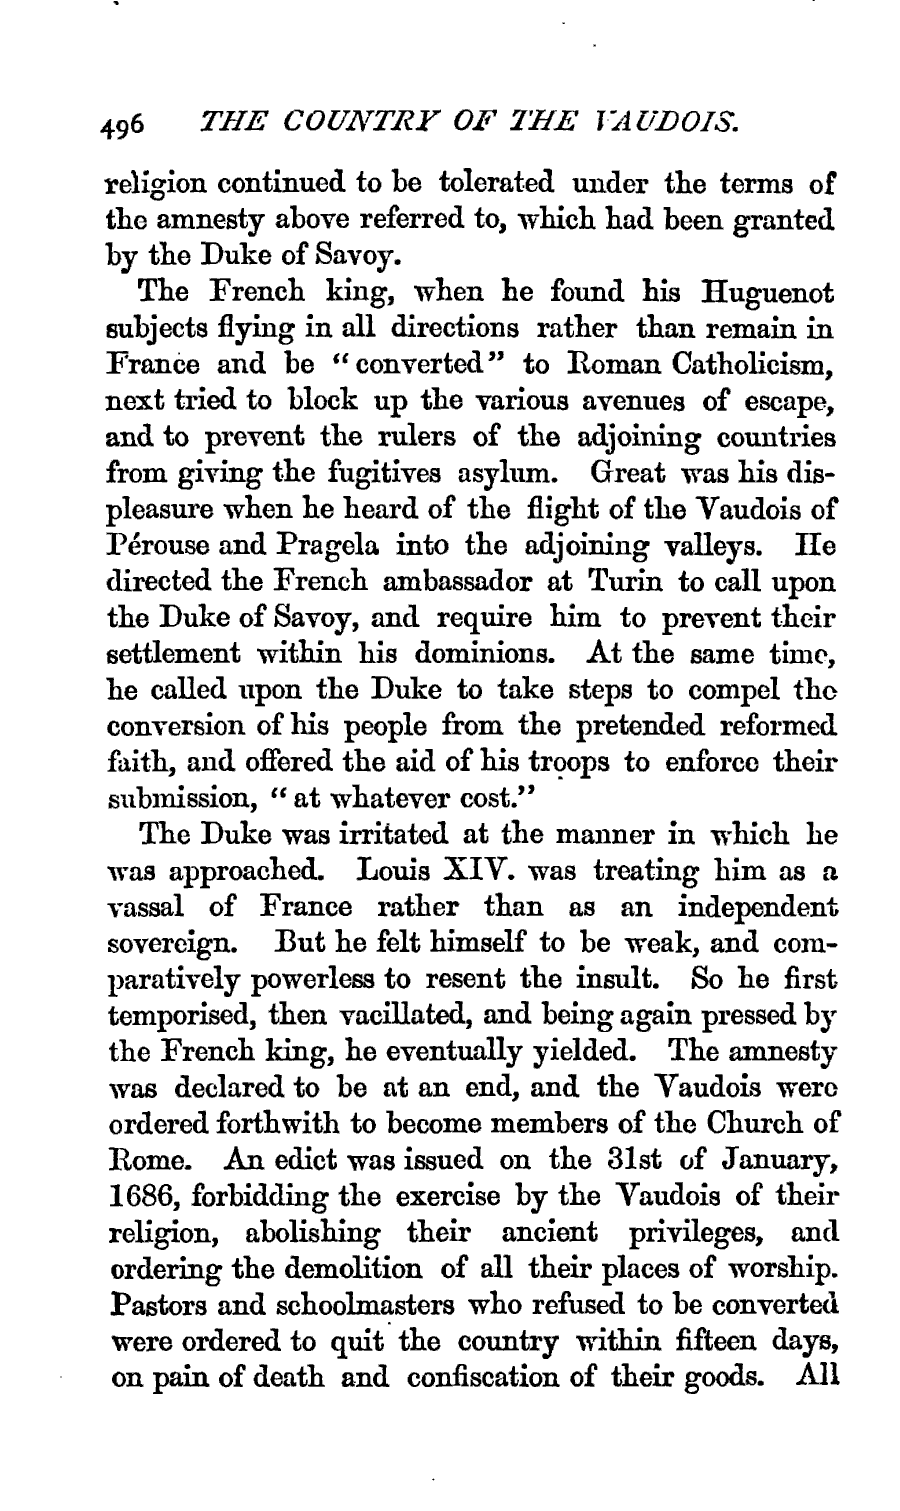 496 THE COUNTRY OF THE VAUDOIS.
religion continued to be tolerated under the terms of
the amnesty above referred to, which had been granted
by the Duke of Savoy.
The French king, when he found his Huguenot
subjects flying in all directions rather than remain in
France and be “converted” to Roman Catholicism,
next tried to block up the various avenues of escape,
and to prevent the rulers of the adjoining countries
from giving the fugitives asylum. Great was his dis-
pleasure when he heard of the flight of the Vaudois of
Pérouse and Pragela into the adjoining valleys. He
directed the French ambassador at Turin to call upon
the Duke of Savoy, and require him to prevent their
settlement within his dominions. At the same time,
he called upon the Duke to take steps to compel the
conversion of his people from the pretended reformed
faith, and offered the aid of his troops to enforce their
submission, “at whatever cost.”
The Duke was irritated at the manner in which he
was approached. Louis XIV. was treating him as a
vassal of France rather than as an independent
sovereign. But he felt himself to be weak, and com-
paratively powerless to resent the insult. So he first
temporised, then vacillated, and being again pressed by
the French king, he eventually yielded. The amnesty
was declared to be at an end, and the Vaudois were
ordered forthwith to become members of the Church of
Rome. An edict was issued on the 31st of January,
1686, forbidding the exercise by the Vaudois of their
religion, abolishing their ancient privileges, and
ordering the demolition of all their places of worship.
Pastors and schoolmasters who refused to be converted
were ordered to quit the country within fifteen days,
on pain of death and confiscation of their goods. All